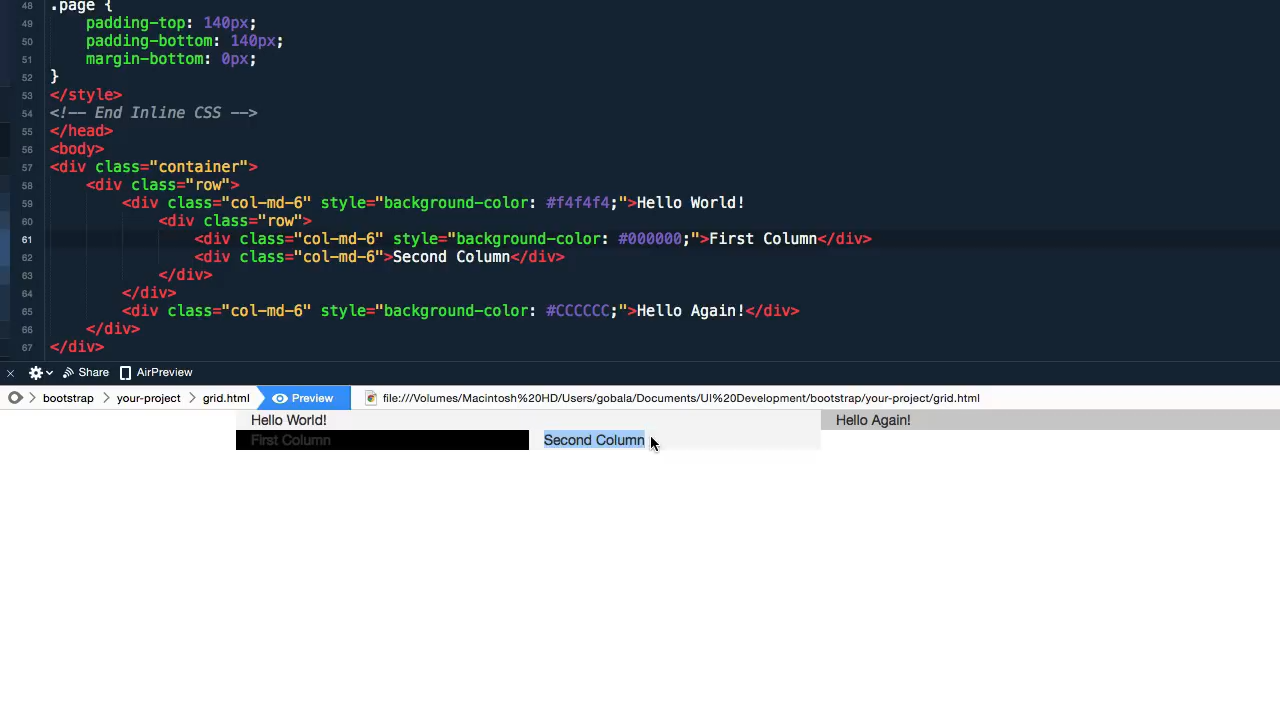 48 .page {
49 padding-top: 140px;
50 padding-bottom: 140px;
51 margin-bottom: 0px;
52 }
53 </style>
54 <!-- End Inline CSS -->
55 </head>
56 <body>
57 <div class="container">
58 <div class="row">
59 <div class="col-md-6" style="background-color: #f4f4f4;">Hello World!
60 <div class="row">
61 <div class="col-md-6" style="background-color: #000000;">First Column</div>
62 <div class="col-md-6">Second Column</div>
63 </div>
64 </div>
65 <div class="col-md-6" style="background-color: #CCCCCC;">Hello Again!</div>
66 </div>
67 </div>
Share AirPreview
bootstrap your-project grid.html Preview file:///Volumes/Macintosh%20HD/Users/gobala/Documents/UI%20Development/bootstrap/your-project/grid.html
Hello World! Hello Again!
First Column Second Column